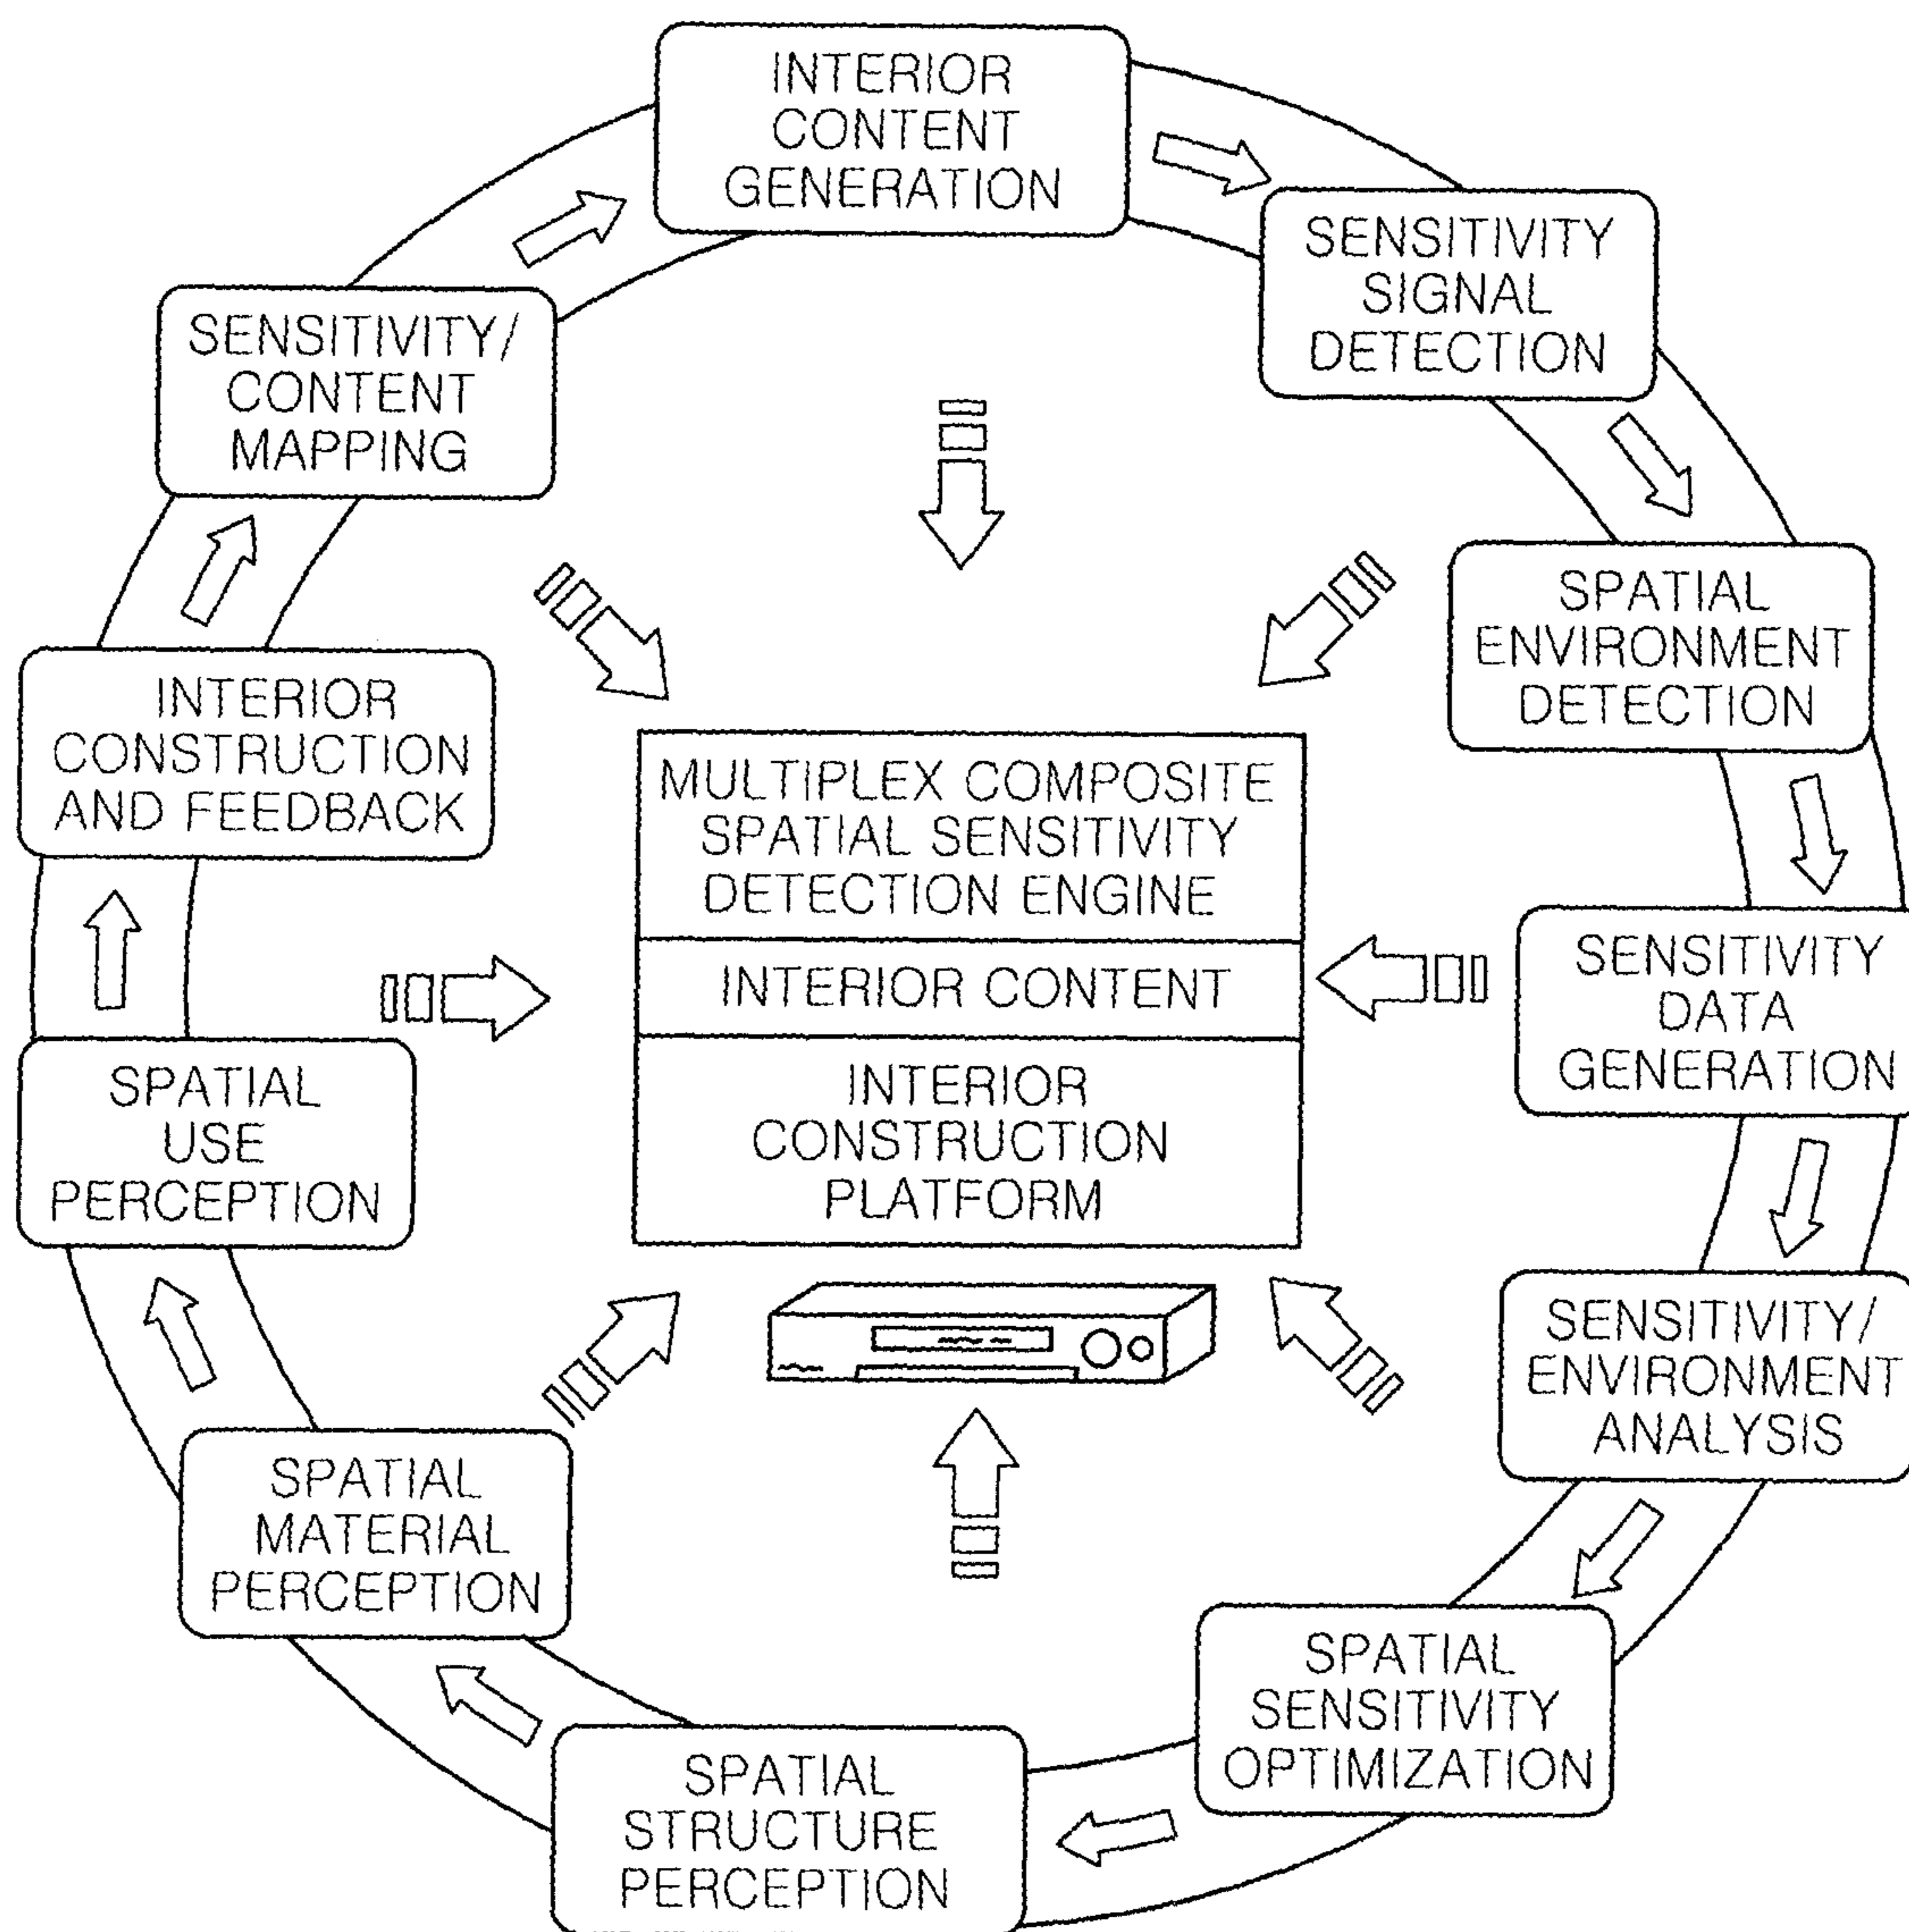 INTERIOR
CONTENT
GENERATION
SENSITIVITY
SIGNAL
DETECTION
SPATIAL
ENVIRONMENT
DETECTION
SENSITIVITY
DATA
GENERATION
SENSITIVITY/
ENVIRONMENT
ANALYSIS
SPATIAL
SENSITIVITY
OPTIMIZATION
SPATIAL
STRUCTURE
PERCEPTION
SPATIAL
MATERIAL
PERCEPTION
SPATIAL
USE
PERCEPTION
INTERIOR
CONSTRUCTION
AND FEEDBACK
SENSITIVITY/
CONTENT
MAPPING
MULTIPLEX COMPOSITE
SPATIAL SENSITIVITY
DETECTION ENGINE
INTERIOR CONTENT
INTERIOR
CONSTRUCTION
PLATFORM